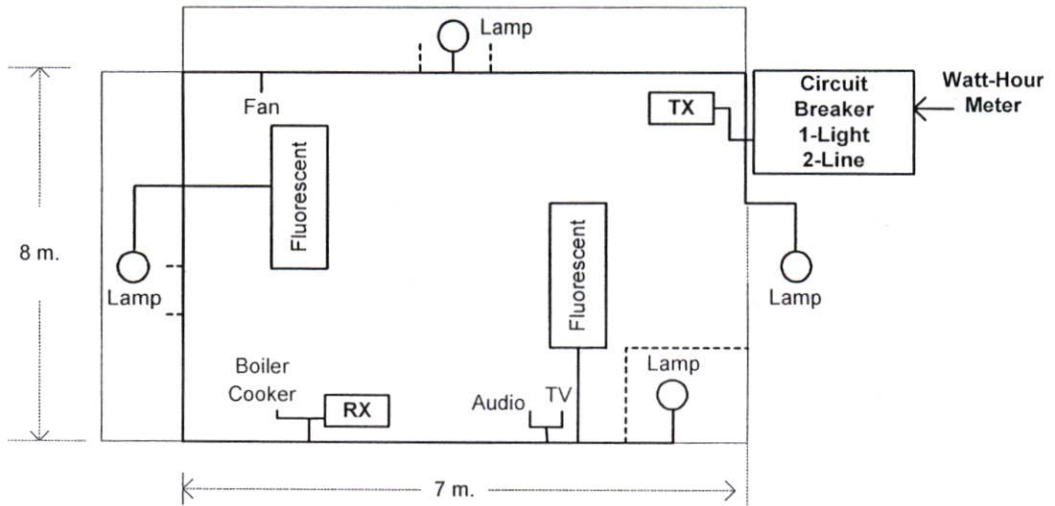 Lamp
Fan
TX
Circuit
Breaker
1-Light
2-Line
Watt-Hour
Meter
Fluorescent
8 m.
Lamp
Fluorescent
Lamp
Boiler
Cooker
RX
Audio
TV
Lamp
7 m.